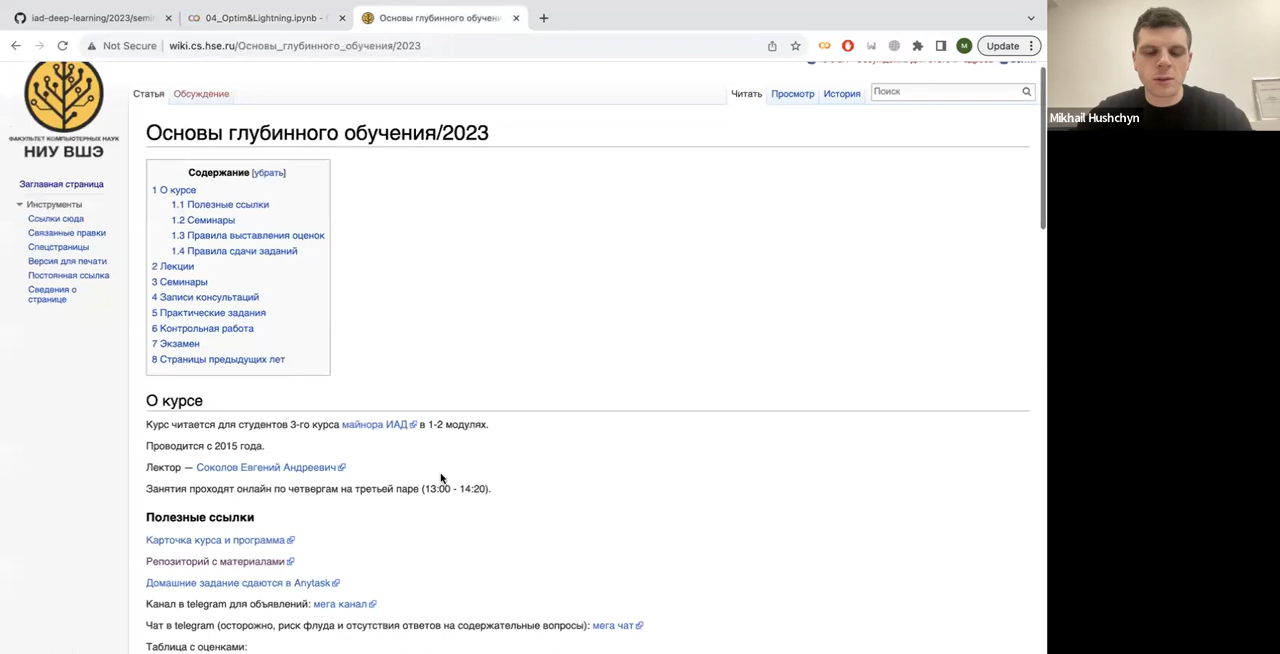 iad-deep-learning/2023/semi
04_Optim&Lightning.ipynb -
Основы глубинного обучени
Not Secure
wiki.cs.hse.ru/Основы_глубинного_обучения/2023
M
Update
Mikhail Hushchyn
Статья
Обсуждение
Читать
Просмотр
История
Поиск
ФАКУЛЬТЕТ КОМПЬЮТЕРНЫХ НАУК
НИУ ВШЭ
Заглавная страница
Инструменты
Ссылки сюда
Связанные правки
Спецстраницы
Версия для печати
Постоянная ссылка
Сведения о
странице
Основы глубинного обучения/2023
Содержание [убрать]
1 О курсе
1.1 Полезные ссылки
1.2 Семинары
1.3 Правила выставления оценок
1.4 Правила сдачи заданий
2 Лекции
3 Семинары
4 Записи консультаций
5 Практические задания
6 Контрольная работа
7 Экзамен
8 Страницы предыдущих лет
О курсе
Курс читается для студентов 3-го курса майнора ИАД в 1-2 модулях.
Проводится с 2015 года.
Лектор — Соколов Евгений Андреевич
Занятия проходят онлайн по четвергам на третьей паре (13:00 - 14:20).
Полезные ссылки
Карточка курса и программа
Репозиторий с материалами
Домашние задание сдаются в Anytask
Канал в telegram для объявлений: мега канал
Чат в telegram (осторожно, риск флуда и отсутствия ответов на содержательные вопросы): мега чат
Таблица с оценками: